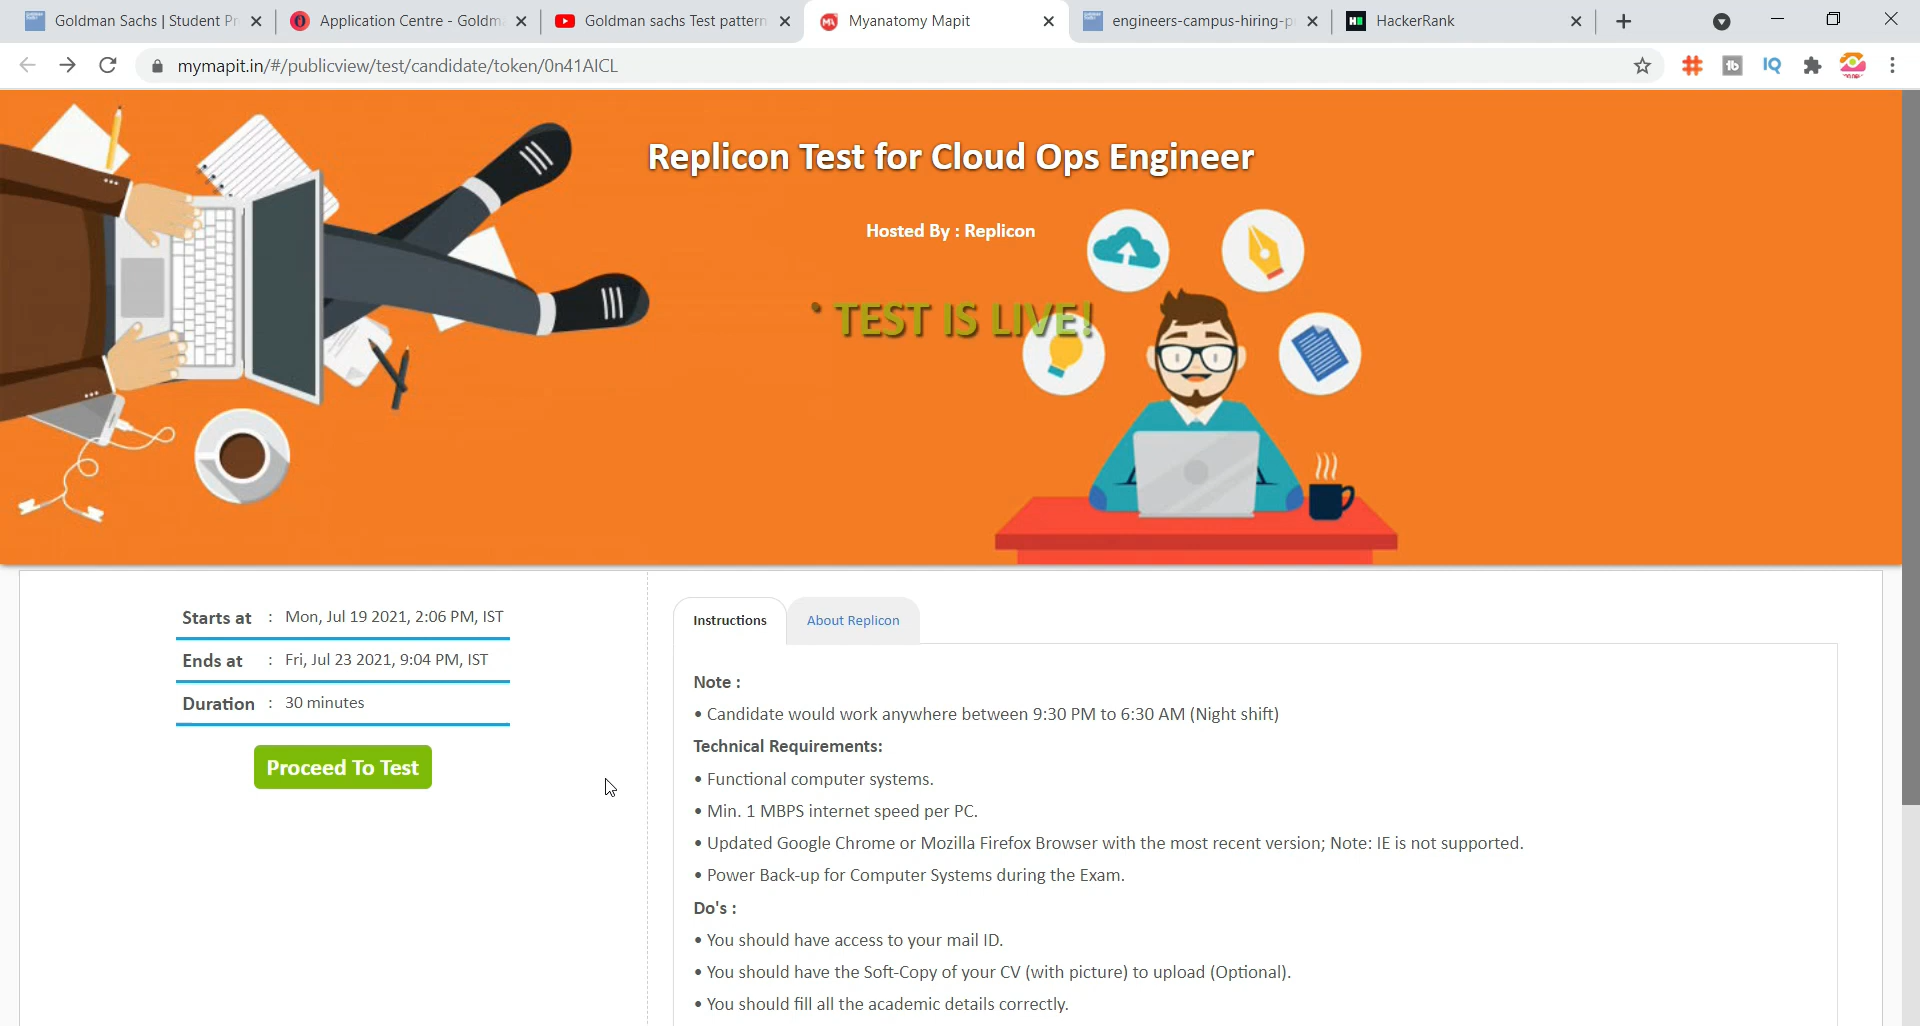 Goldman Sachs | Student Pr
Application Centre - Goldm
Goldman sachs Test pattern
Myanatomy Mapit
engineers-campus-hiring-p
HackerRank
mymapit.in/#/publicview/test/candidate/token/0n41AICL
Replicon Test for Cloud Ops Engineer
Hosted By : Replicon
TEST IS LIVE!
Starts at : Mon, Jul 19 2021, 2:06 PM, IST
Ends at : Fri, Jul 23 2021, 9:04 PM, IST
Duration : 30 minutes
Proceed To Test
Instructions
About Replicon
Note :
• Candidate would work anywhere between 9:30 PM to 6:30 AM (Night shift)
Technical Requirements:
• Functional computer systems.
• Min. 1 MBPS internet speed per PC.
• Updated Google Chrome or Mozilla Firefox Browser with the most recent version; Note: IE is not supported.
• Power Back-up for Computer Systems during the Exam.
Do's :
• You should have access to your mail ID.
• You should have the Soft-Copy of your CV (with picture) to upload (Optional).
• You should fill all the academic details correctly.